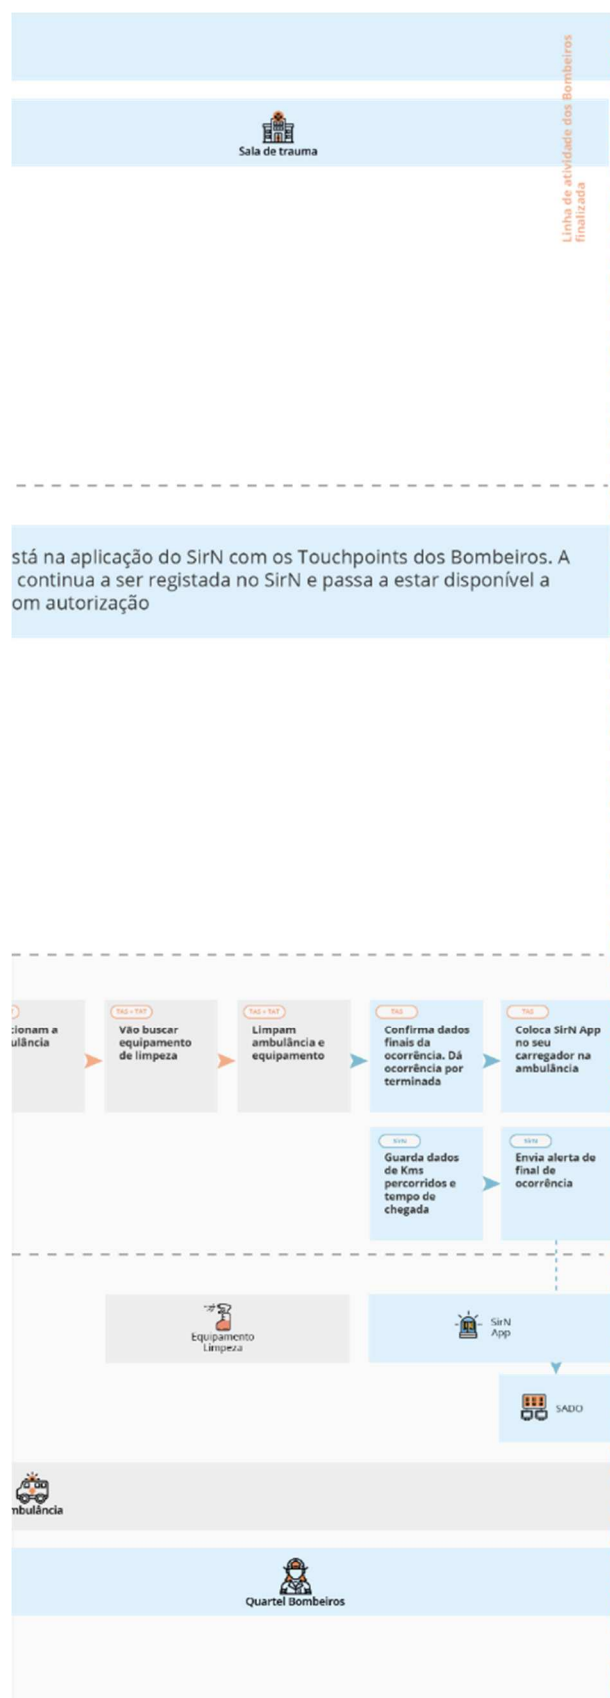 Linha de atividade dos Bombeiros
finalizada
Sala de trauma
stá na aplicação do SirN com os Touchpoints dos Bombeiros. A
continua a ser registada no SirN e passa a estar disponível a
om autorização
cionam a
ulância
TAS + TAT
Vão buscar
equipamento
de limpeza
TAS + TAT
Limpam
ambulância e
equipamento
TAS
Confirma dados
finais da
ocorrência. Dá
ocorrência por
terminada
TAS
Coloca SirN App
no seu
carregador na
ambulância
SirN
Guarda dados
de Kms
percorridos e
tempo de
chegada
SirN
Envia alerta de
final de
ocorrência
Equipamento
Limpeza
SirN
App
SADO
mbulância
Quartel Bombeiros